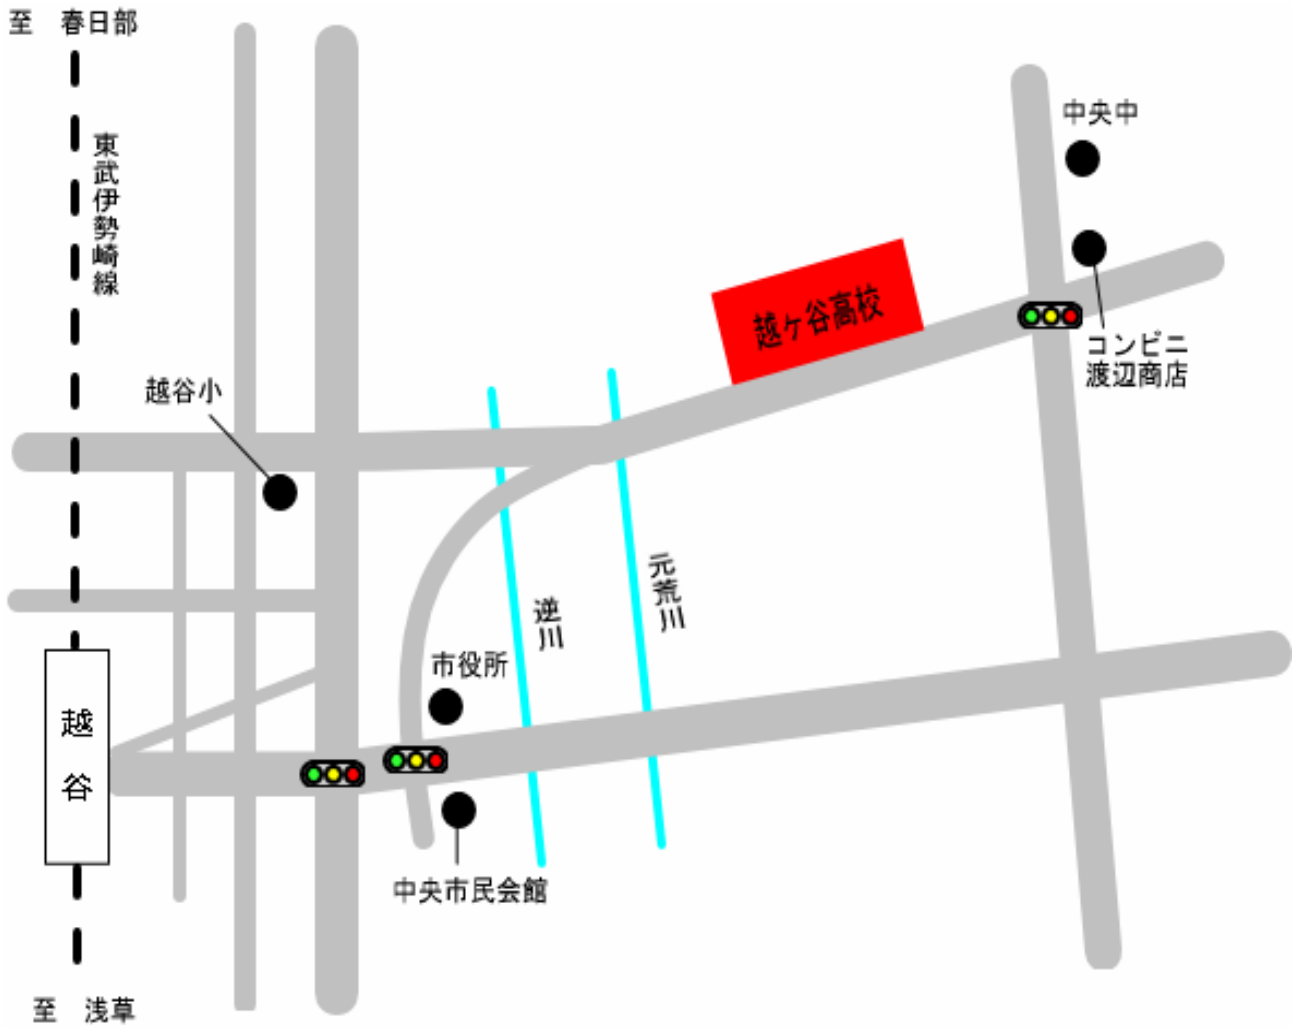 至　春日部
東武伊勢崎線
中央中
越ヶ谷高校
コンビニ
渡辺商店
越谷小
元荒川
逆川
市役所
越谷
中央市民会館
至　浅草